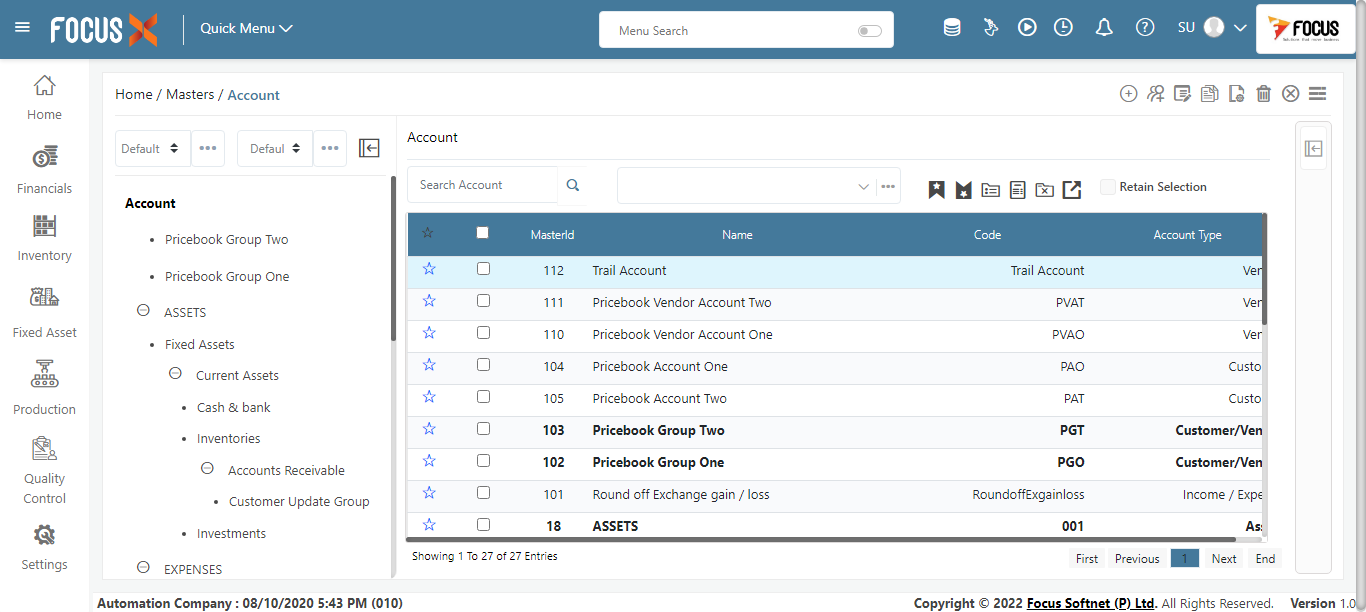 FOCUS X
Quick Menu
Menu Search
SU
FOCUS
Home
Financials
Inventory
Fixed Asset
Production
Quality
Control
Settings
Home / Masters / Account
Default
Defaul
Account
Pricebook Group Two
Pricebook Group One
ASSETS
Fixed Assets
Current Assets
Cash & bank
Inventories
Accounts Receivable
Customer Update Group
Investments
EXPENSES
Account
Search Account
Retain Selection
MasterId Name Code Account Type
112 Trail Account Trail Account Ven
111 Pricebook Vendor Account Two PVAT Ven
110 Pricebook Vendor Account One PVAO Ven
104 Pricebook Account One PAO Custo
105 Pricebook Account Two PAT Custo
103 Pricebook Group Two PGT Customer/Ven
102 Pricebook Group One PGO Customer/Ven
101 Round off Exchange gain / loss RoundoffExgainloss Income / Expe
18 ASSETS 001 Ass
Showing 1 To 27 of 27 Entries
First Previous 1 Next End
Automation Company : 08/10/2020 5:43 PM (010)
Copyright © 2022 Focus Softnet (P) Ltd. All Rights Reserved. Version 1.0